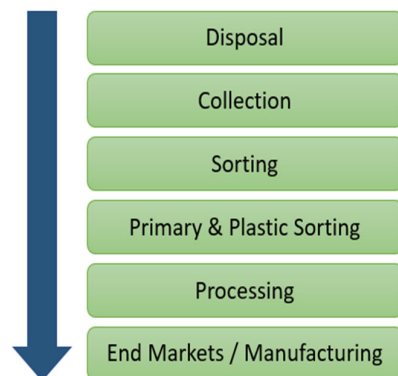 Disposal
Collection
Sorting
Primary & Plastic Sorting
Processing
End Markets / Manufacturing